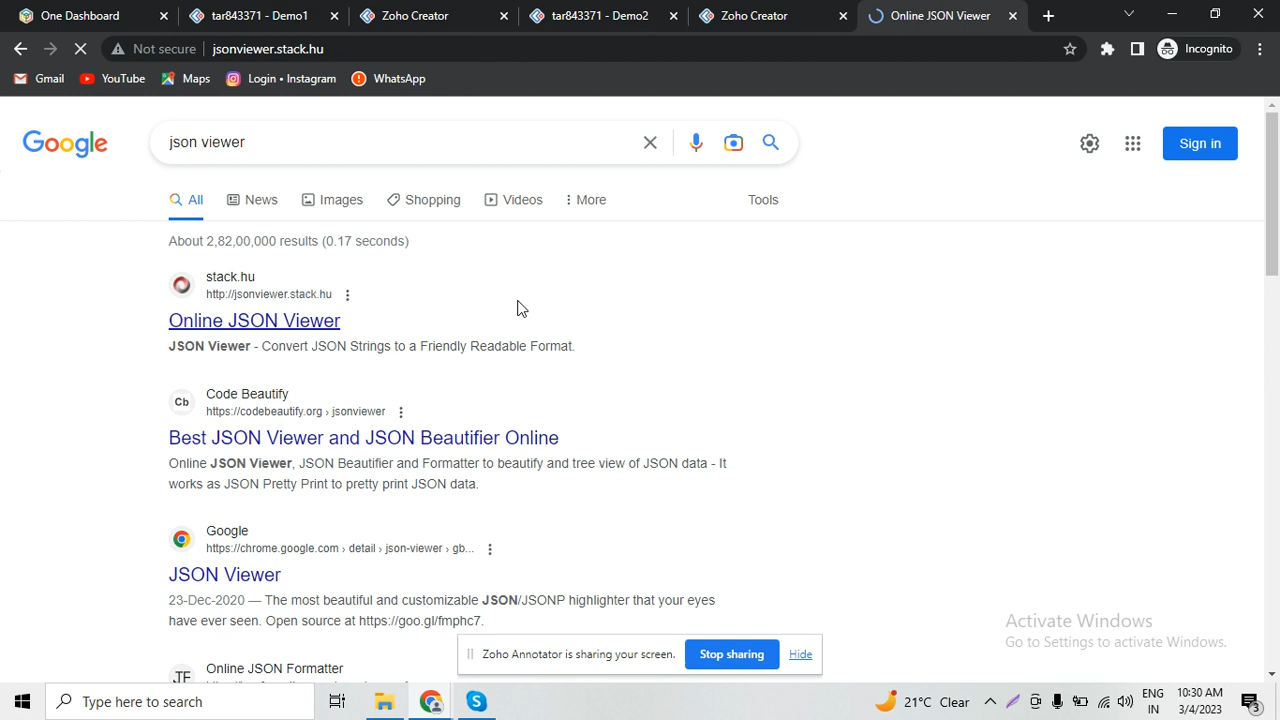 One Dashboard
tar843371 - Demo1
Zoho Creator
tar843371 - Demo2
Zoho Creator
Online JSON Viewer
Not secure
jsonviewer.stack.hu
Incognito
Gmail
YouTube
Maps
Login • Instagram
WhatsApp
Google
json viewer
Sign in
All
News
Images
Shopping
Videos
More
Tools
About 2,82,00,000 results (0.17 seconds)
stack.hu
http://jsonviewer.stack.hu
Online JSON Viewer
JSON Viewer - Convert JSON Strings to a Friendly Readable Format.
Cb
Code Beautify
https://codebeautify.org › jsonviewer
Best JSON Viewer and JSON Beautifier Online
Online JSON Viewer, JSON Beautifier and Formatter to beautify and tree view of JSON data - It
works as JSON Pretty Print to pretty print JSON data.
Google
https://chrome.google.com › detail › json-viewer › gb...
JSON Viewer
23-Dec-2020 — The most beautiful and customizable JSON/JSONP highlighter that your eyes
have ever seen. Open source at https://goo.gl/fmphc7.
Activate Windows
Go to Settings to activate Windows.
Zoho Annotator is sharing your screen.
Stop sharing
Hide
Online JSON Formatter
Type here to search
21°C Clear
ENG
IN
10:30 AM
3/4/2023
3